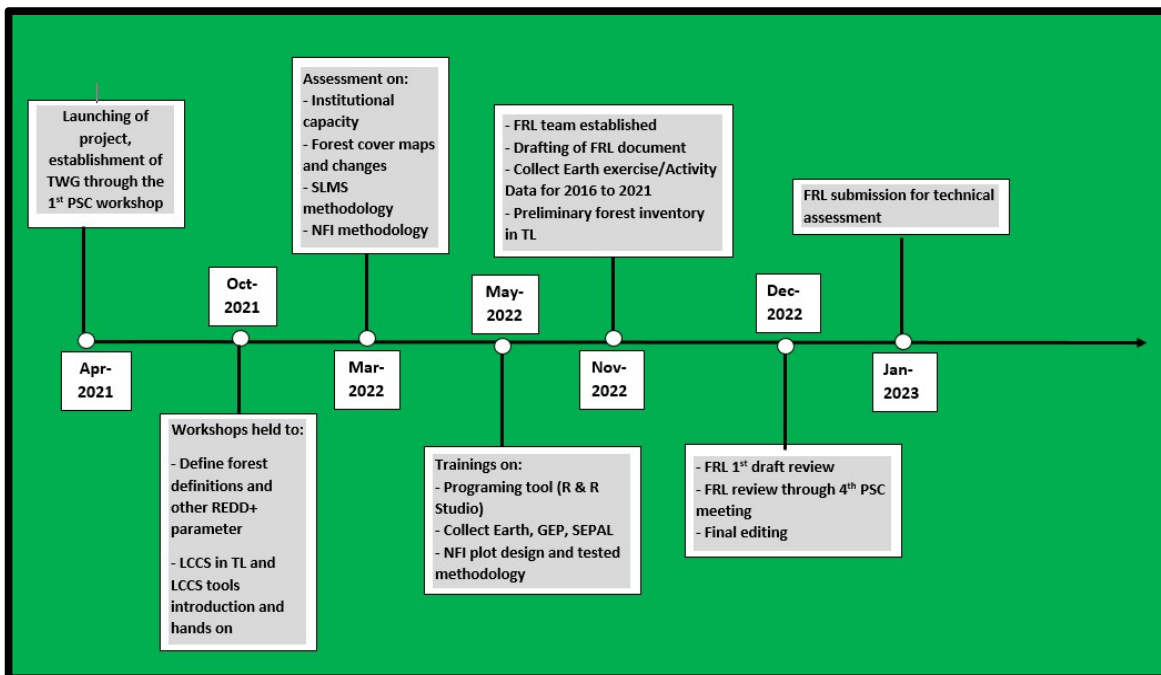 Launching of
project,
establishment of
TWG through the
1st PSC workshop
Apr-
2021
Oct-
2021
Workshops held to:
- Define forest
definitions and
other REDD+
parameter
- LCCS in TL and
LCCS tools
introduction and
hands on
Assessment on:
- Institutional
capacity
- Forest cover maps
and changes
- SLMS
methodology
- NFI methodology
Mar-
2022
May-
2022
Trainings on:
- Programing tool (R & R
Studio)
- Collect Earth, GEP, SEPAL
- NFI plot design and tested
methodology
- FRL team established
- Drafting of FRL document
- Collect Earth exercise/Activity
Data for 2016 to 2021
- Preliminary forest inventory
in TL
Nov-
2022
Dec-
2022
- FRL 1st draft review
- FRL review through 4th PSC
meeting
- Final editing
FRL submission for technical
assessment
Jan-
2023